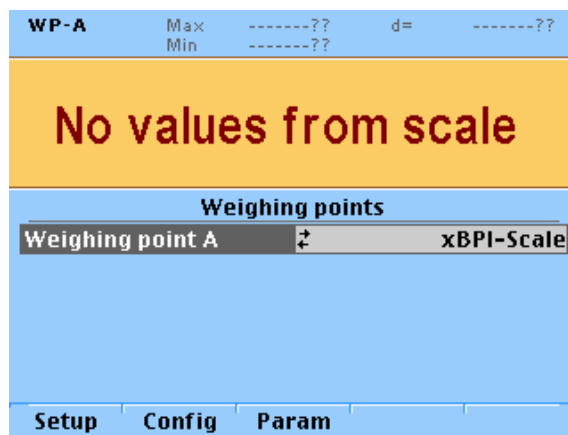 WP-A Max -------?? d= -------??
Min -------??
No values from scale
Weighing points
Weighing point A xBPI-Scale
Setup Config Param